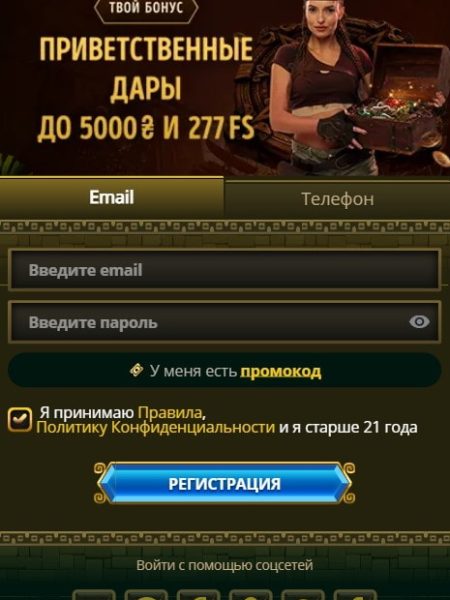 ТВОЙ БОНУС
ПРИВЕТСТВЕННЫЕ
ДАРЫ
ДО 5000₴ И 277 FS
Email
Телефон
Введите email
Введите пароль
У меня есть промокод
Я принимаю Правила,
Политику Конфиденциальности и я старше 21 года
РЕГИСТРАЦИЯ
Войти с помощью соцсетей